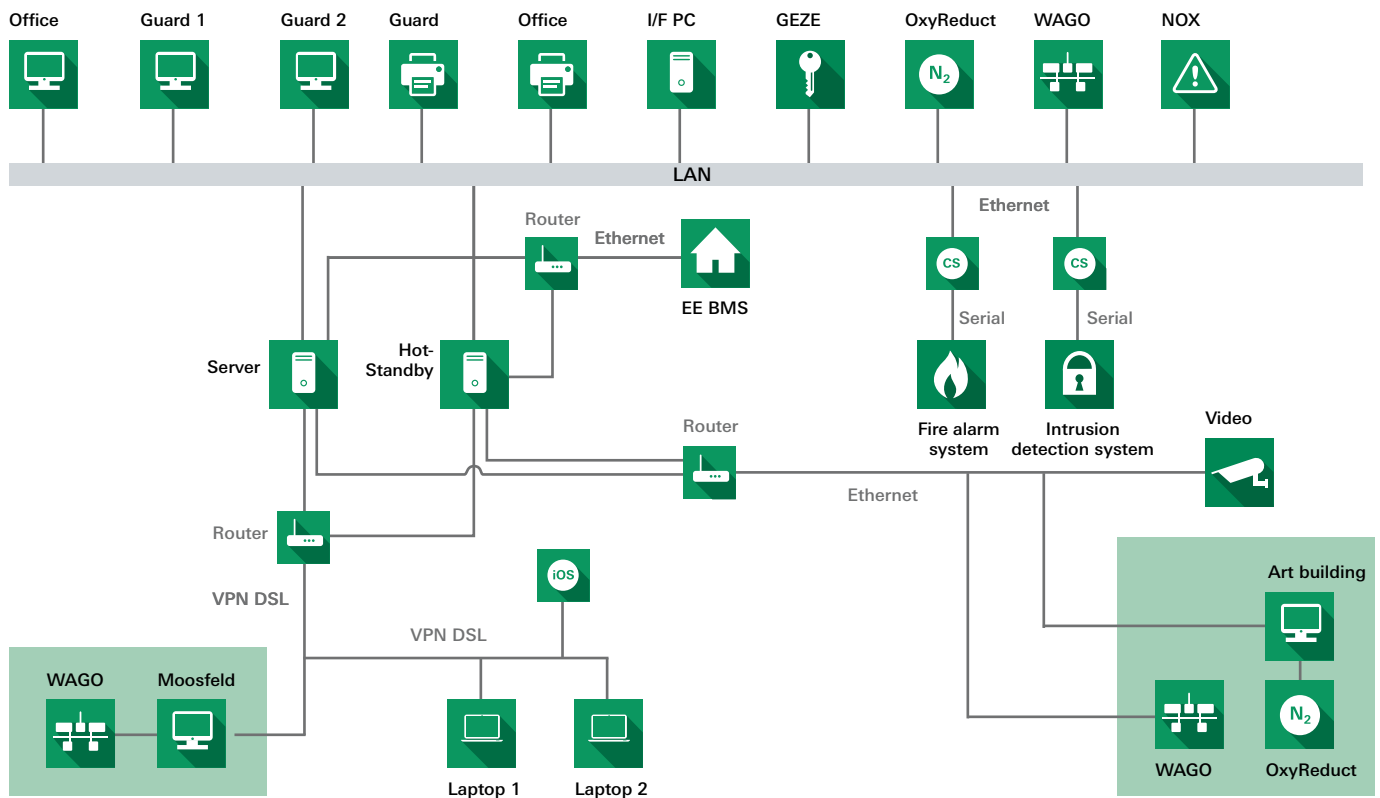 Office
Guard 1
Guard 2
Guard
Office
I/F PC
GEZE
OxyReduct
WAGO
NOX
N2
LAN
Ethernet
Router
Ethernet
CS
CS
EE BMS
Serial
Serial
Server
Hot-
Standby
Fire alarm
system
Intrusion
detection system
Video
Router
Ethernet
Router
iOS
Art building
VPN DSL
VPN DSL
WAGO
Moosfeld
N2
WAGO
OxyReduct
Laptop 1
Laptop 2